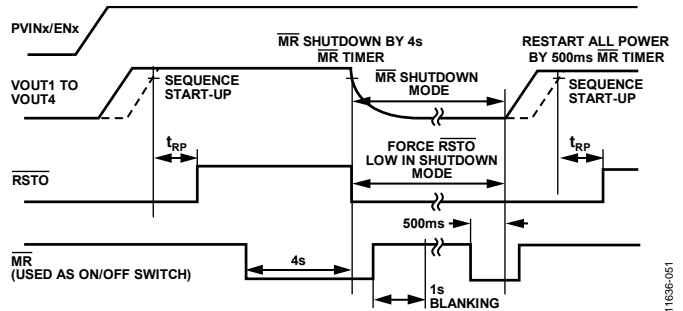 PVINx/ENx
MR SHUTDOWN BY 4s
MR TIMER
RESTART ALL POWER
BY 500ms MR TIMER
VOUT1 TO
VOUT4
SEQUENCE
START-UP
MR SHUTDOWN
MODE
SEQUENCE
START-UP
tRP
FORCE RSTO
LOW IN SHUTDOWN
MODE
tRP
RSTO
500ms
MR
(USED AS ON/OFF SWITCH)
4s
1s
BLANKING
11636-051